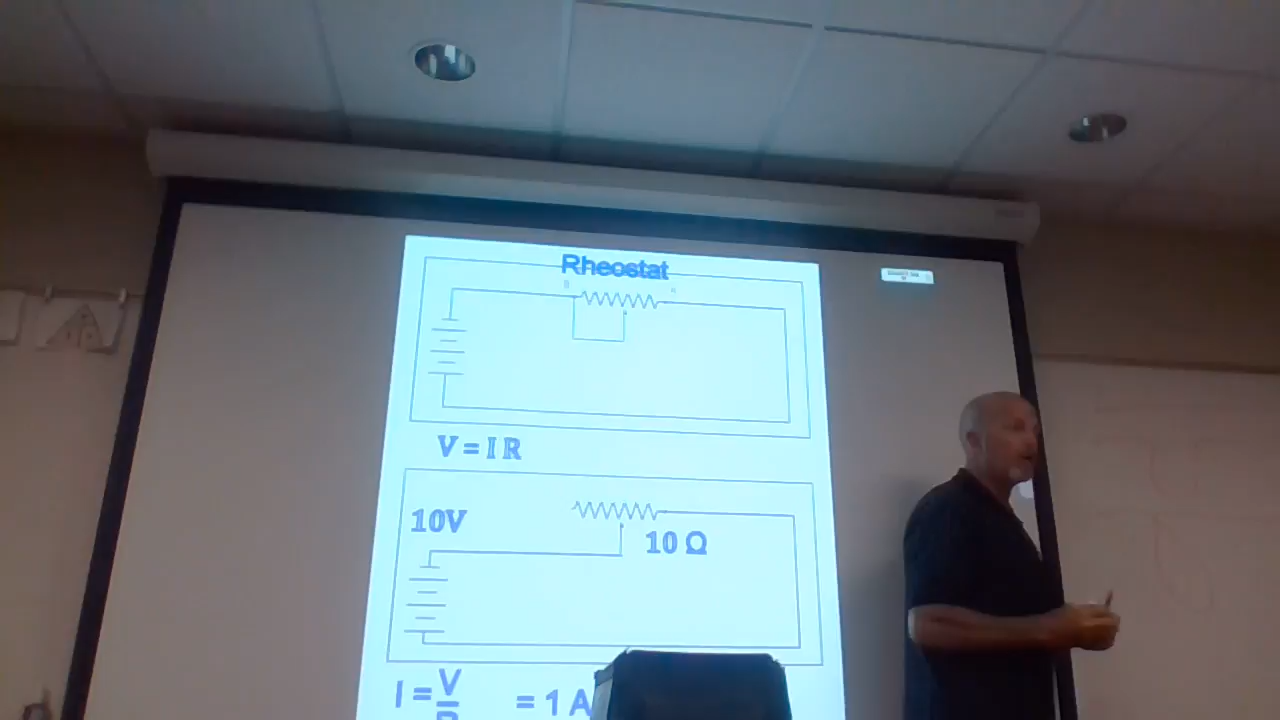 Rheostat
V = I R
10V
10 Ω
I = V
= 1 A